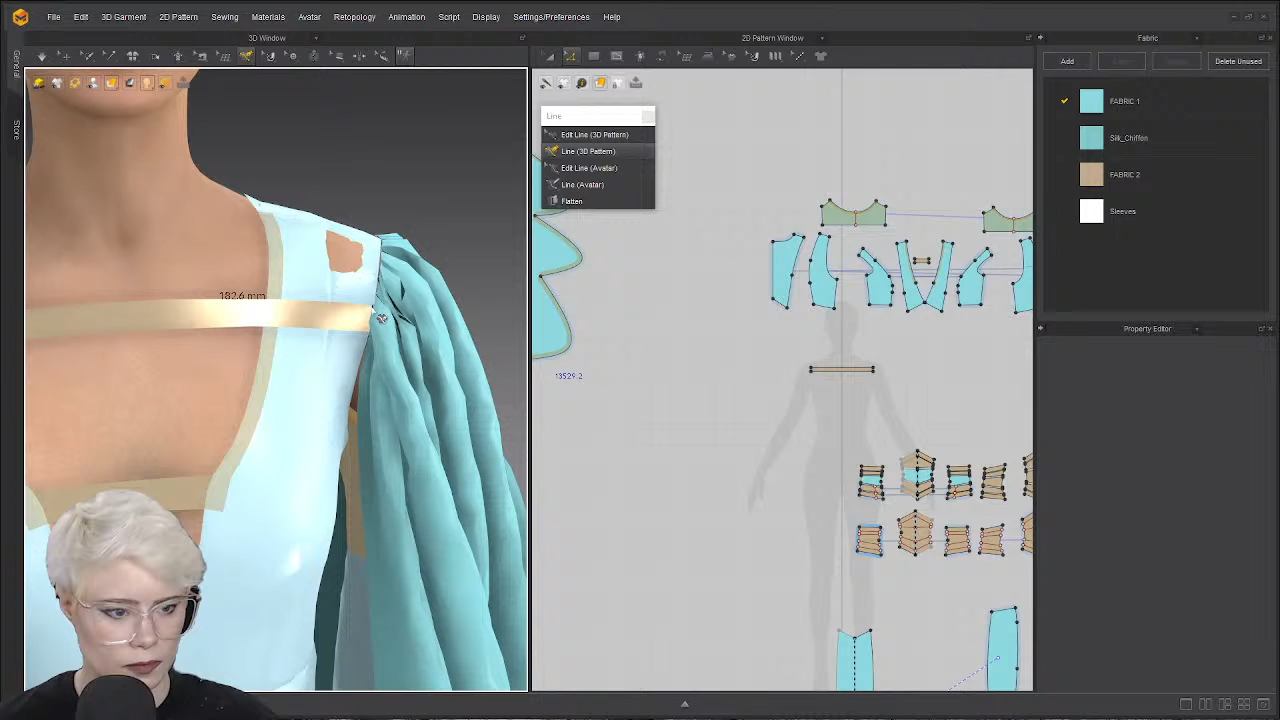 File Edit 3D Garment 2D Pattern Sewing Materials Avatar Retopology Animation Script Display Settings/Preferences Help
3D Window
2D Pattern Window
Fabric
General
Store
Add
Delete Unused
Line
Edit Line (3D Pattern)
Line (3D Pattern)
Edit Line (Avatar)
Line (Avatar)
Flatten
FABRIC 1
Silk_Chiffon
FABRIC 2
Sleeves
182.6 mm
13529.2
Property Editor